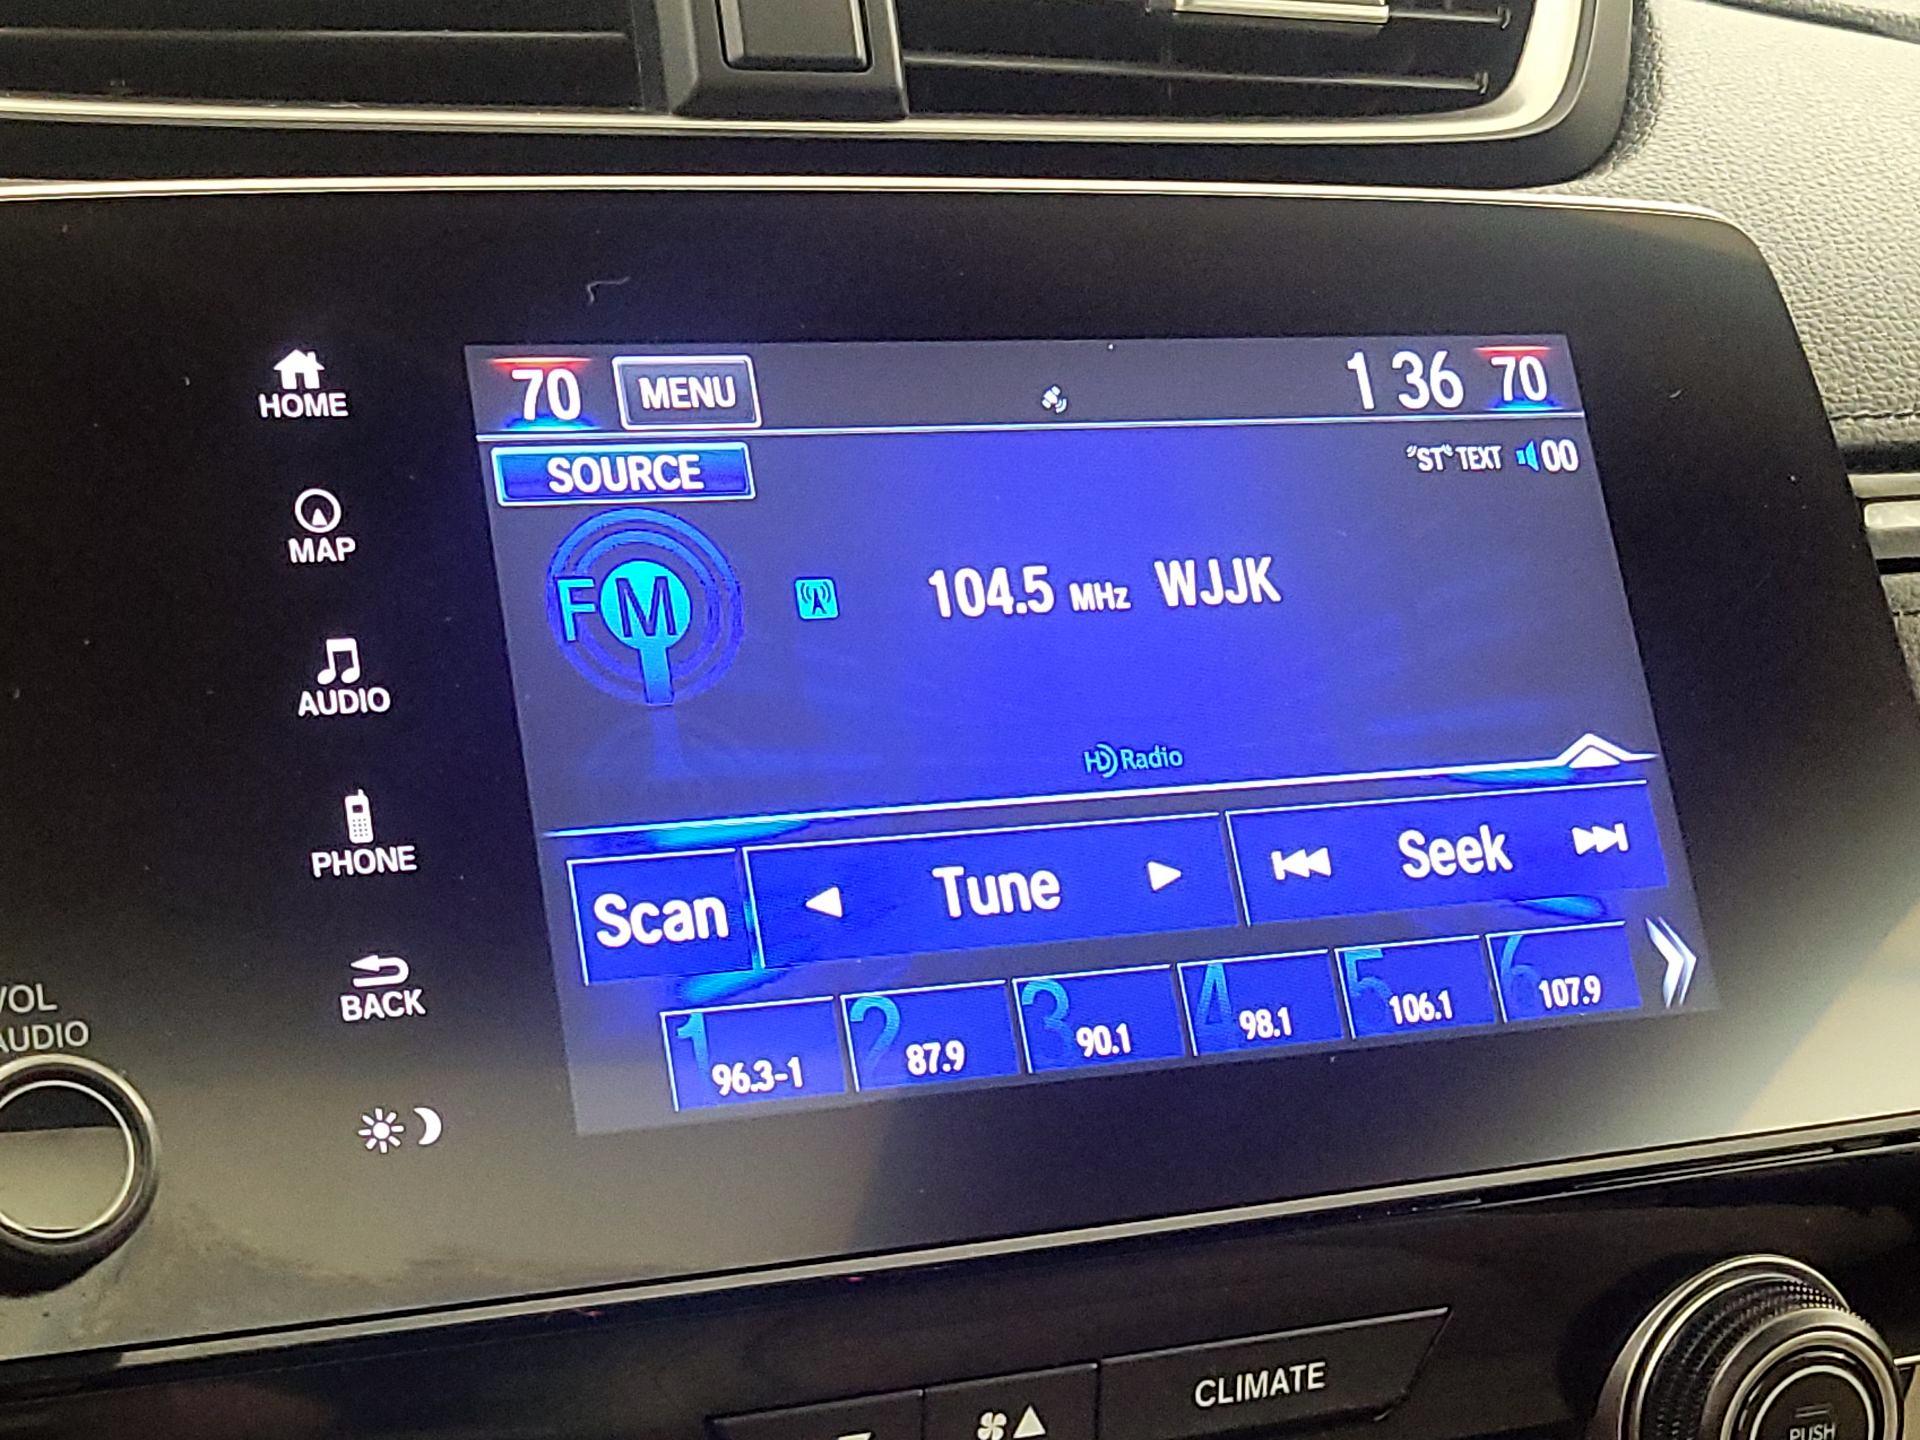 HOME
MAP
AUDIO
PHONE
BACK
VOL
AUDIO
70 MENU 1 36 70
SOURCE
"ST" TEXT 00
FM 104.5 MHz WJJK
HD Radio
Scan Tune Seek
1 96.3-1
2 87.9
3 90.1
4 98.1
5 106.1
6 107.9
CLIMATE
PUSH